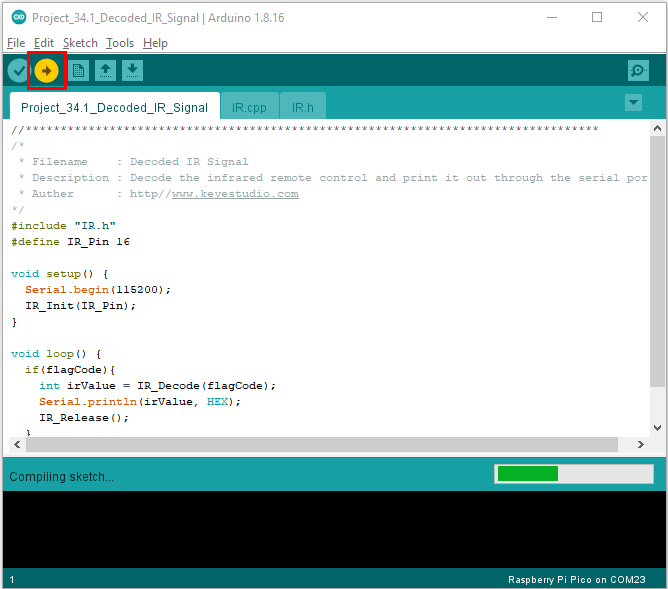 Project_34.1_Decoded_IR_Signal | Arduino 1.8.16
File Edit Sketch Tools Help
Project_34.1_Decoded_IR_Signal IR.cpp IR.h
//**********************************************************************************
/*
 * Filename    : Decoded IR Signal
 * Description : Decode the infrared remote control and print it out through the serial por
 * Auther      : http//www.keyestudio.com
*/
#include "IR.h"
#define IR_Pin 16
void setup() {
  Serial.begin(115200);
  IR_Init(IR_Pin);
}
void loop() {
  if(flagCode){
    int irValue = IR_Decode(flagCode);
    Serial.println(irValue, HEX);
    IR_Release();
  }
Compiling sketch...
1 Raspberry Pi Pico on COM23